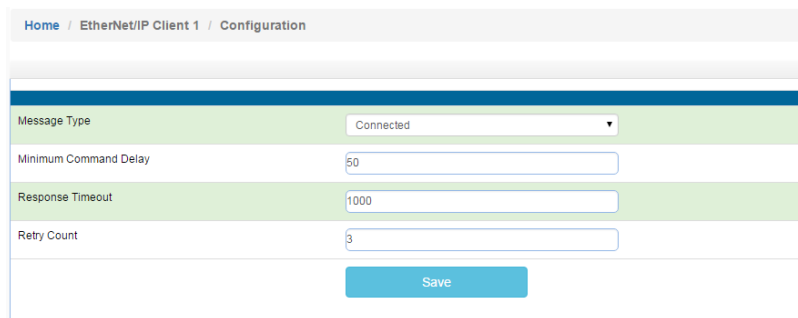 Home / EtherNet/IP Client 1 / Configuration
Message Type Connected
Minimum Command Delay 50
Response Timeout 1000
Retry Count 3
Save